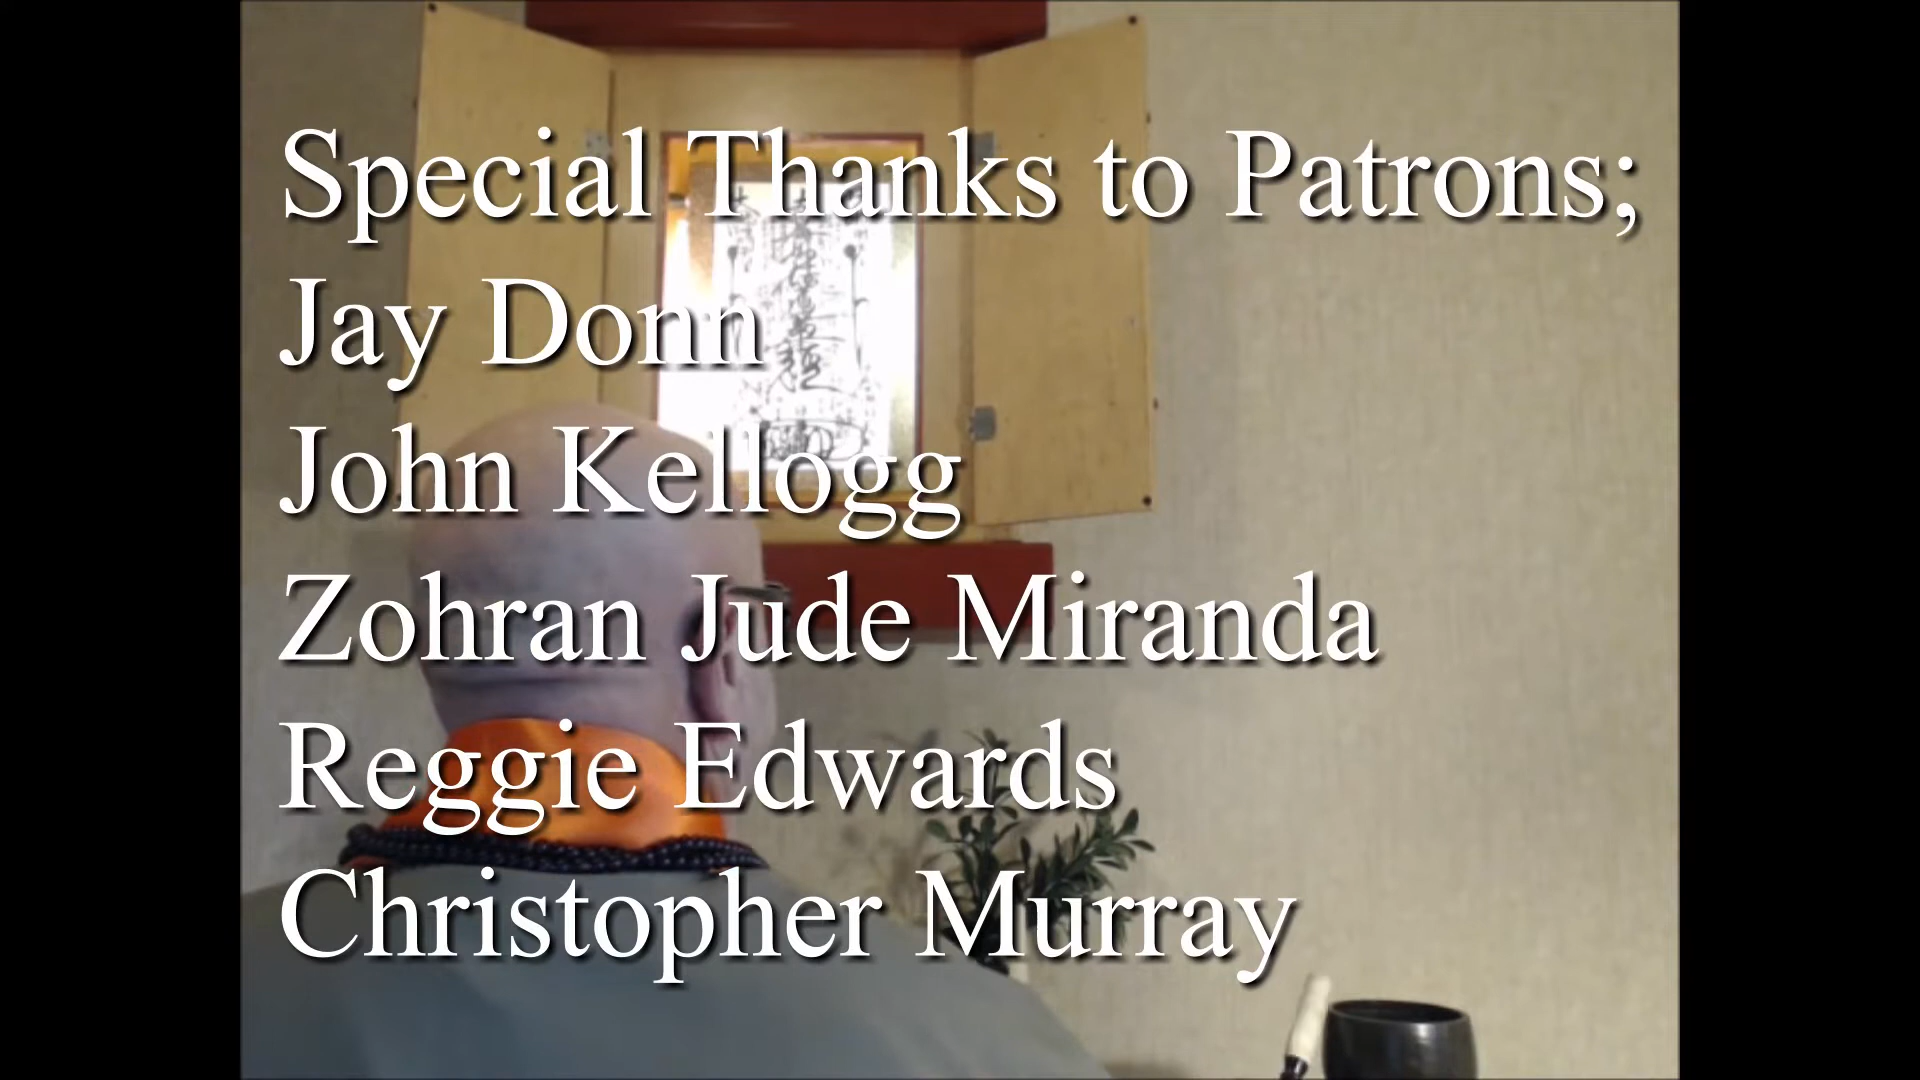 Special Thanks to Patrons;
Jay Donn
John Kellogg
Zohran Jude Miranda
Reggie Edwards
Christopher Murray